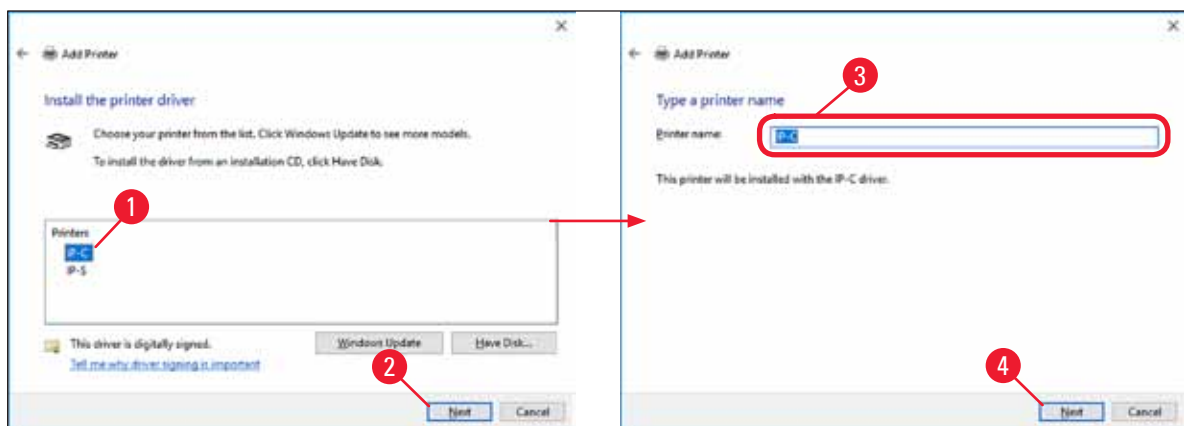 Add Printer
Install the printer driver
Choose your printer from the list. Click Windows Update to see more models.
To install the driver from an installation CD, click Have Disk.
1
Printers
IP-C
IP-S
This driver is digitally signed.
Windows Update
Have Disk...
Tell me why driver signing is important
2
Next
Cancel
Add Printer
3
Type a printer name
Printer name:
IP-C
This printer will be installed with the IP-C driver.
4
Next
Cancel